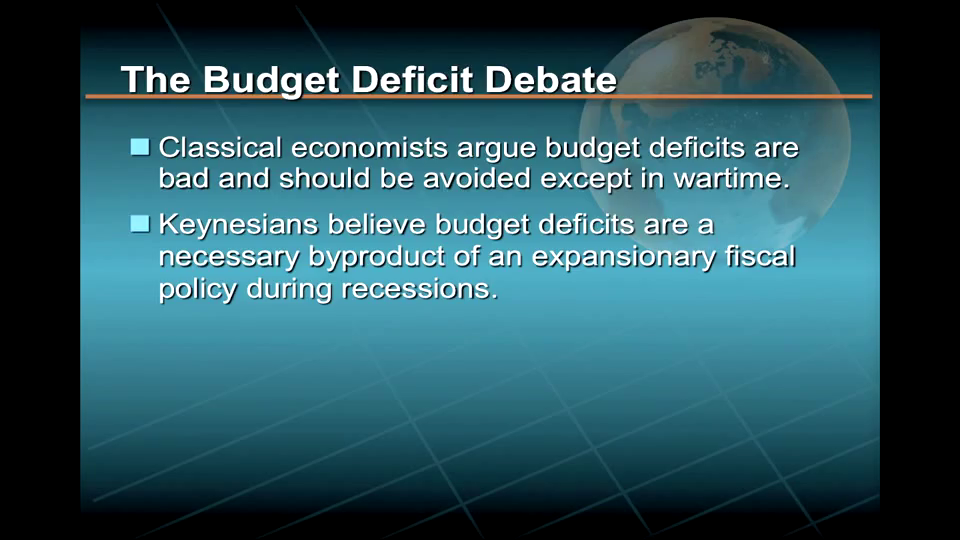 The Budget Deficit Debate
Classical economists argue budget deficits are
bad and should be avoided except in wartime.
Keynesians believe budget deficits are a
necessary byproduct of an expansionary fiscal
policy during recessions.